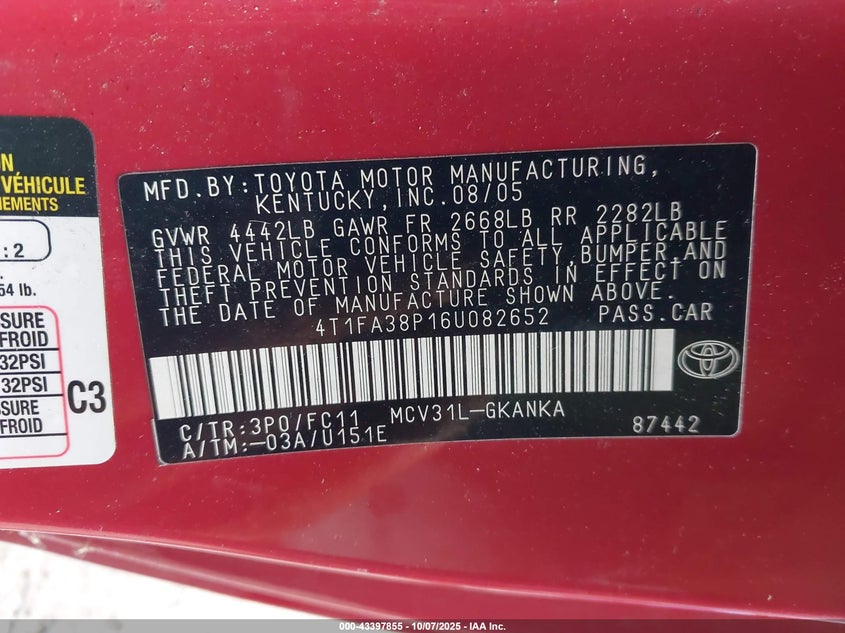 N
VÉHICULE
NEMENTS
:2
54 lb.
SURE
FROID
32PSI
32PSI
SURE
FROID
C3
MFD.BY:TOYOTA MOTOR MANUFACTURING,
KENTUCKY,INC.08/05
GVWR 4442LB GAWR FR 2668LB RR 2282LB
THIS VEHICLE CONFORMS TO ALL APPLICABLE
FEDERAL MOTOR VEHICLE SAFETY,BUMPER,AND
THEFT PREVENTION STANDARDS IN EFFECT ON
THE DATE OF MANUFACTURE SHOWN ABOVE.
4T1FA38P16U082652 PASS.CAR
C/TR:3P0/FC11 MCV31L-GKANKA
A/TM:-03A/U151E 87442
000-43397855 - 10/07/2025 - IAA Inc.